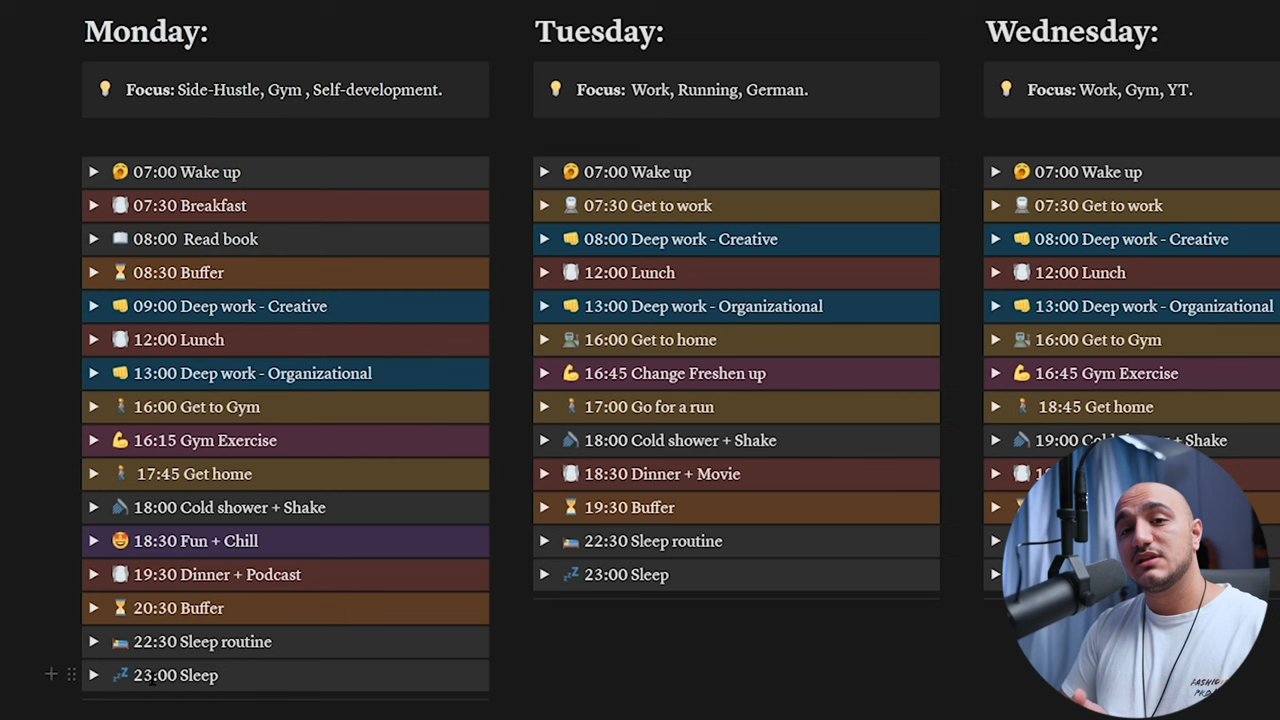 Monday:
Focus: Side-Hustle, Gym , Self-development.
07:00 Wake up
07:30 Breakfast
08:00 Read book
08:30 Buffer
09:00 Deep work - Creative
12:00 Lunch
13:00 Deep work - Organizational
16:00 Get to Gym
16:15 Gym Exercise
17:45 Get home
18:00 Cold shower + Shake
18:30 Fun + Chill
19:30 Dinner + Podcast
20:30 Buffer
22:30 Sleep routine
23:00 Sleep
Tuesday:
Focus: Work, Running, German.
07:00 Wake up
07:30 Get to work
08:00 Deep work - Creative
12:00 Lunch
13:00 Deep work - Organizational
16:00 Get to home
16:45 Change Freshen up
17:00 Go for a run
18:00 Cold shower + Shake
18:30 Dinner + Movie
19:30 Buffer
22:30 Sleep routine
23:00 Sleep
Wednesday:
Focus: Work, Gym, YT.
07:00 Wake up
07:30 Get to work
08:00 Deep work - Creative
12:00 Lunch
13:00 Deep work - Organizational
16:00 Get to Gym
16:45 Gym Exercise
18:45 Get home
19:00 + Shake